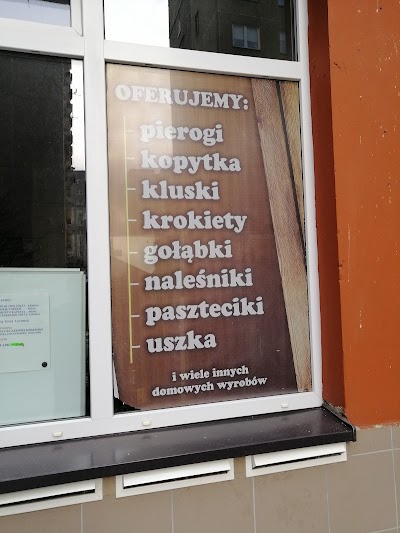 OFERUJEMY:
pierogi
kopytka
kluski
krokiety
gołąbki
naleśniki
paszteciki
uszka
i wiele innych
domowych wyrobów